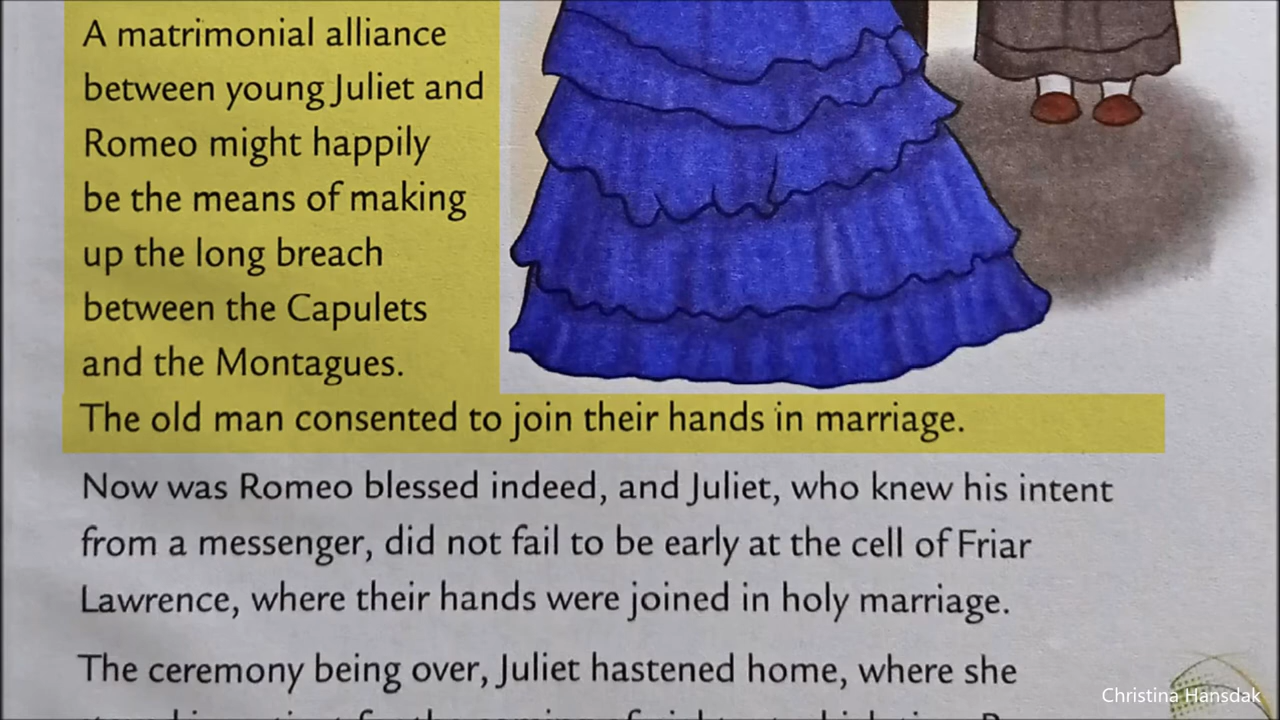 A matrimonial alliance
between young Juliet and
Romeo might happily
be the means of making
up the long breach
between the Capulets
and the Montagues.
The old man consented to join their hands in marriage.
Now was Romeo blessed indeed, and Juliet, who knew his intent
from a messenger, did not fail to be early at the cell of Friar
Lawrence, where their hands were joined in holy marriage.
The ceremony being over, Juliet hastened home, where she
Christina Hansdak